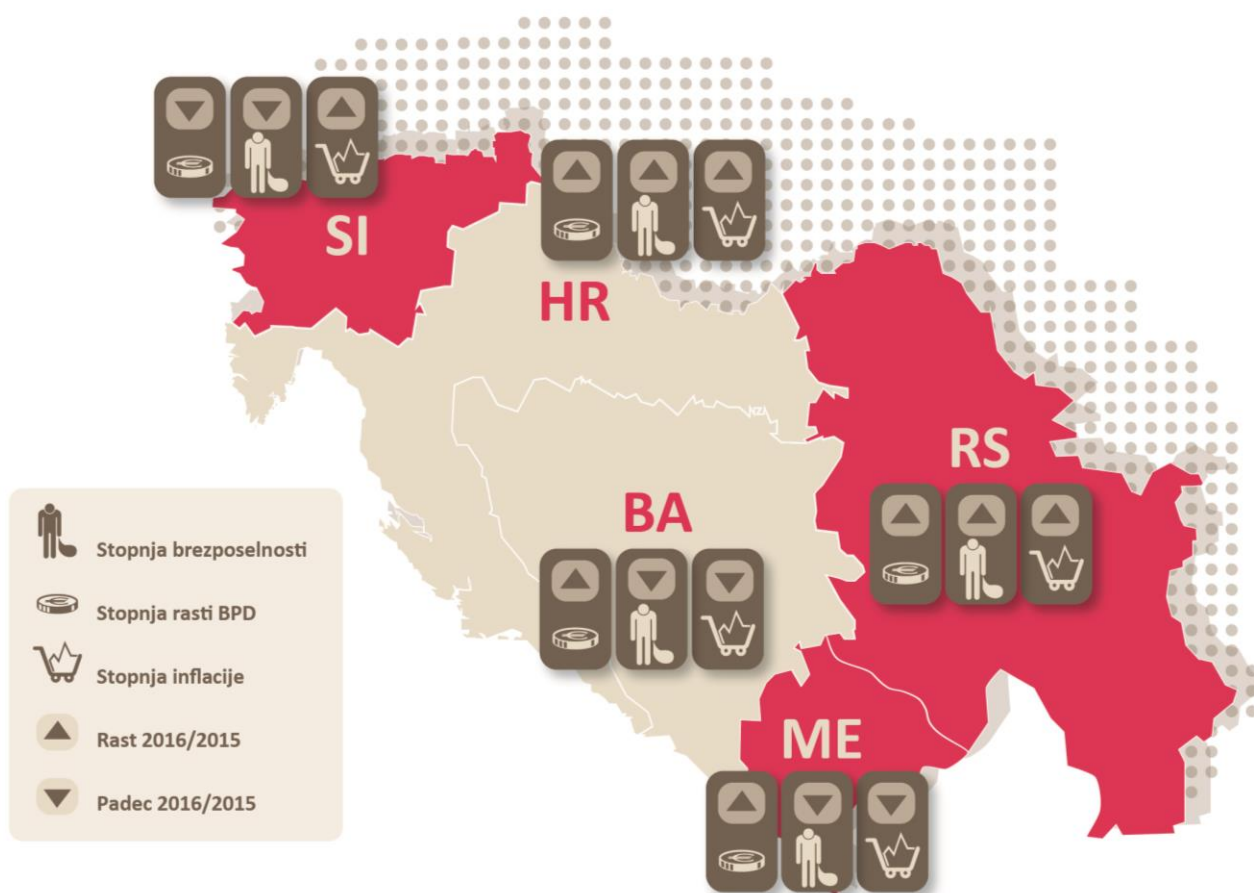 SI
HR
RS
BA
ME
Stopnja brezposelnosti
Stopnja rasti BPD
Stopnja inflacije
Rast 2016/2015
Padec 2016/2015